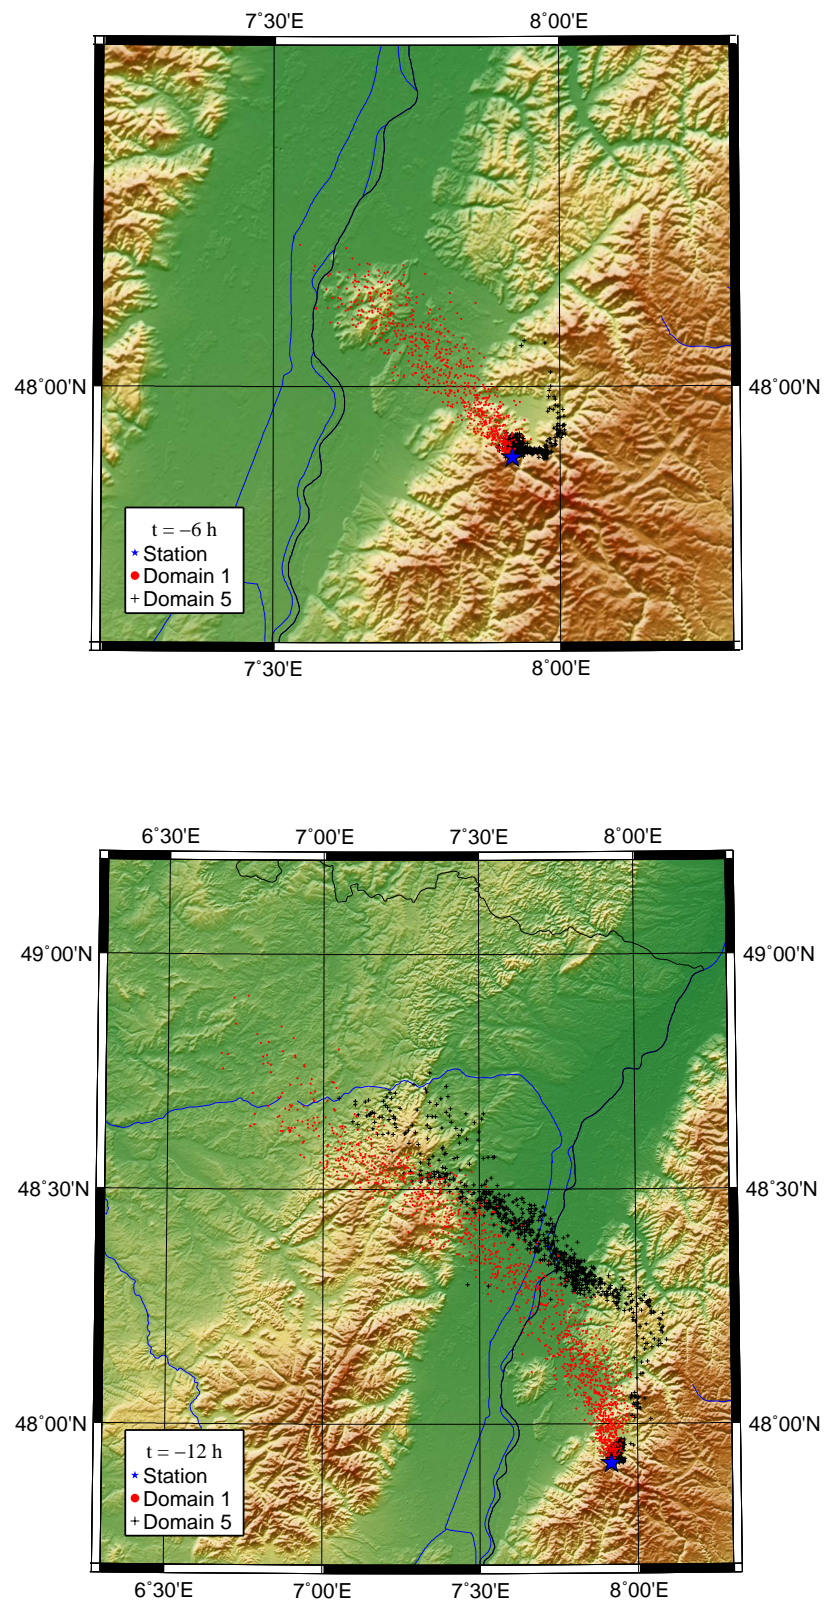 7˚30'E 8˚00'E
48˚00'N 48˚00'N
t = −6 h
Station
Domain 1
Domain 5
7˚30'E 8˚00'E
6˚30'E 7˚00'E 7˚30'E 8˚00'E
49˚00'N 49˚00'N
48˚30'N 48˚30'N
48˚00'N 48˚00'N
t = −12 h
Station
Domain 1
Domain 5
6˚30'E 7˚00'E 7˚30'E 8˚00'E